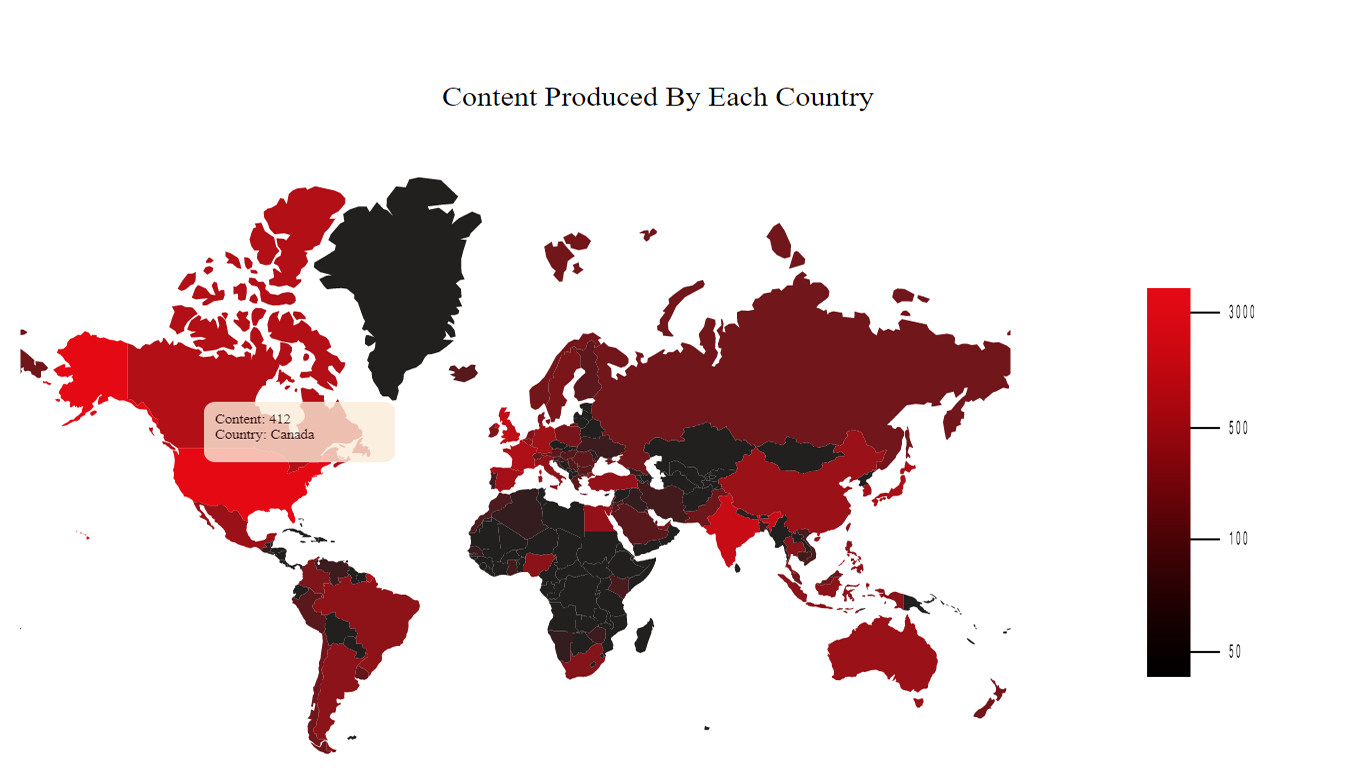 Content Produced By Each Country
3000
Content: 412
Country: Canada
500
100
50